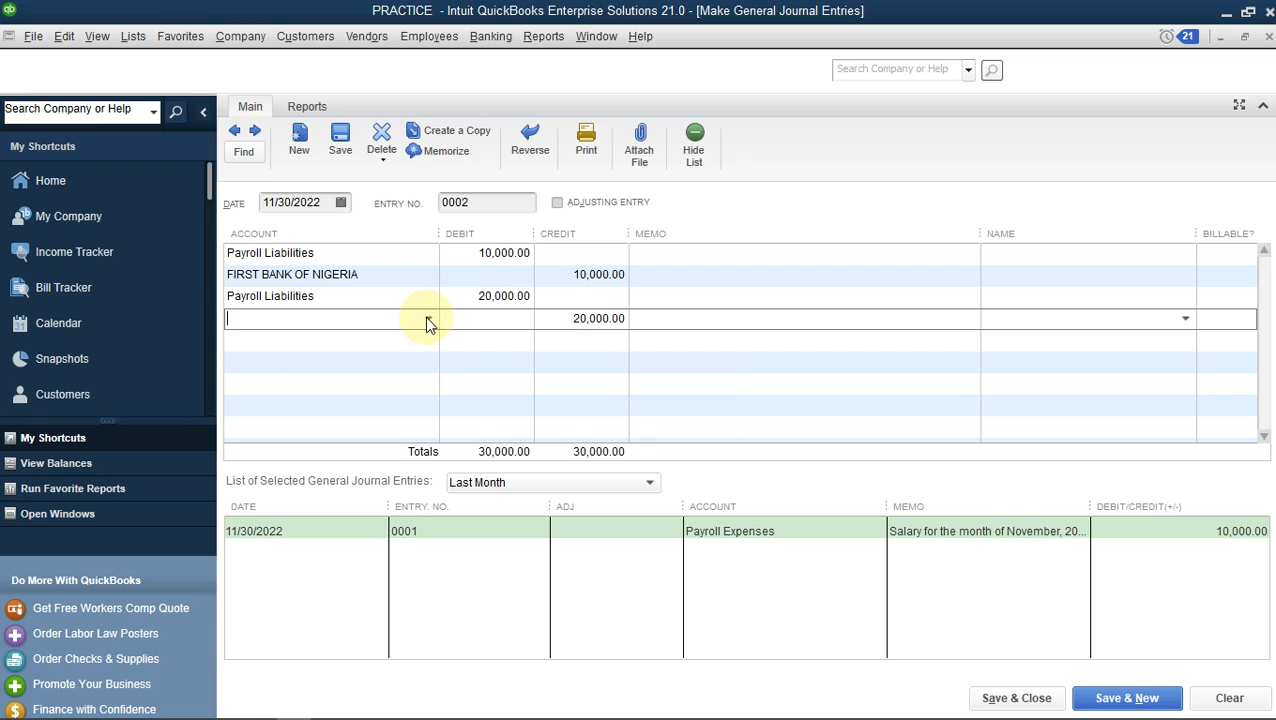 PRACTICE - Intuit QuickBooks Enterprise Solutions 21.0 - [Make General Journal Entries]
File Edit View Lists Favorites Company Customers Vendors Employees Banking Reports Window Help
21
Search Company or Help
Search Company or Help
Main Reports
My Shortcuts
Find New Save Delete Create a Copy Memorize Reverse Print Attach File Hide List
Home
My Company
Income Tracker
Bill Tracker
Calendar
Snapshots
Customers
My Shortcuts
View Balances
Run Favorite Reports
Open Windows
Do More With QuickBooks
Get Free Workers Comp Quote
Order Labor Law Posters
Order Checks & Supplies
Promote Your Business
Finance with Confidence
DATE 11/30/2022 ENTRY NO. 0002 ADJUSTING ENTRY
ACCOUNT DEBIT CREDIT MEMO NAME BILLABLE?
Payroll Liabilities 10,000.00
FIRST BANK OF NIGERIA 10,000.00
Payroll Liabilities 20,000.00
20,000.00
Totals 30,000.00 30,000.00
List of Selected General Journal Entries: Last Month
DATE ENTRY. NO. ADJ ACCOUNT MEMO DEBIT/CREDIT(+/-)
11/30/2022 0001 Payroll Expenses Salary for the month of November, 20... 10,000.00
Save & Close Save & New Clear